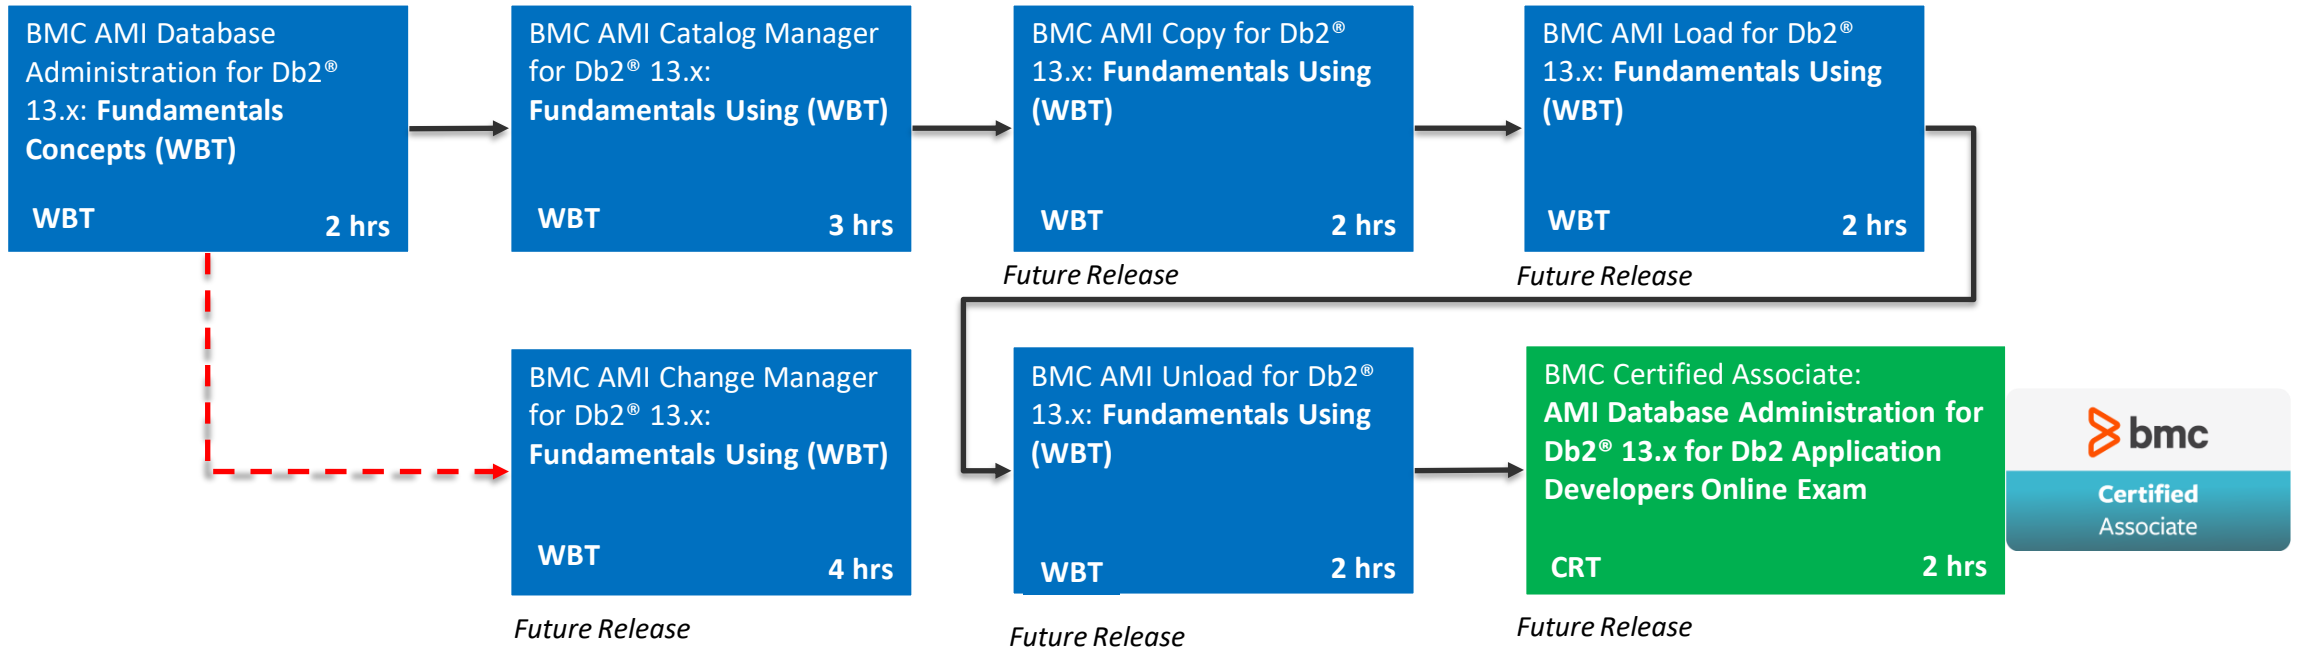 BMC AMI Database
Administration for Db2®
13.x: Fundamentals
Concepts (WBT)
WBT
2 hrs
BMC AMI Catalog Manager
for Db2® 13.x:
Fundamentals Using (WBT)
WBT
3 hrs
BMC AMI Copy for Db2®
13.x: Fundamentals Using
(WBT)
WBT
2 hrs
Future Release
BMC AMI Load for Db2®
13.x: Fundamentals Using
(WBT)
WBT
2 hrs
Future Release
BMC AMI Change Manager
for Db2® 13.x:
Fundamentals Using (WBT)
WBT
4 hrs
Future Release
BMC AMI Unload for Db2®
13.x: Fundamentals Using
(WBT)
WBT
2 hrs
Future Release
BMC Certified Associate:
AMI Database Administration for
Db2® 13.x for Db2 Application
Developers Online Exam
CRT
2 hrs
Future Release
bmc
Certified
Associate